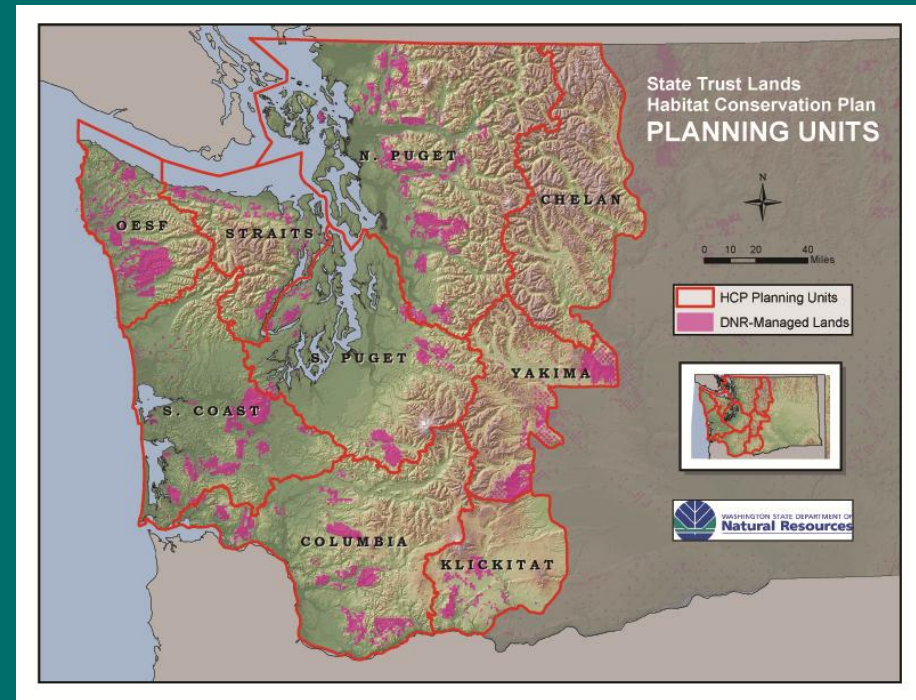 State Trust Lands
Habitat Conservation Plan
PLANNING UNITS
N
0 10 20 40
Miles
HCP Planning Units
DNR-Managed Lands
WASHINGTON STATE DEPARTMENT OF
Natural Resources
N. PUGET
CHELAN
OESF
STRAITS
S. PUGET
YAKIMA
S. COAST
COLUMBIA
KLICKITAT